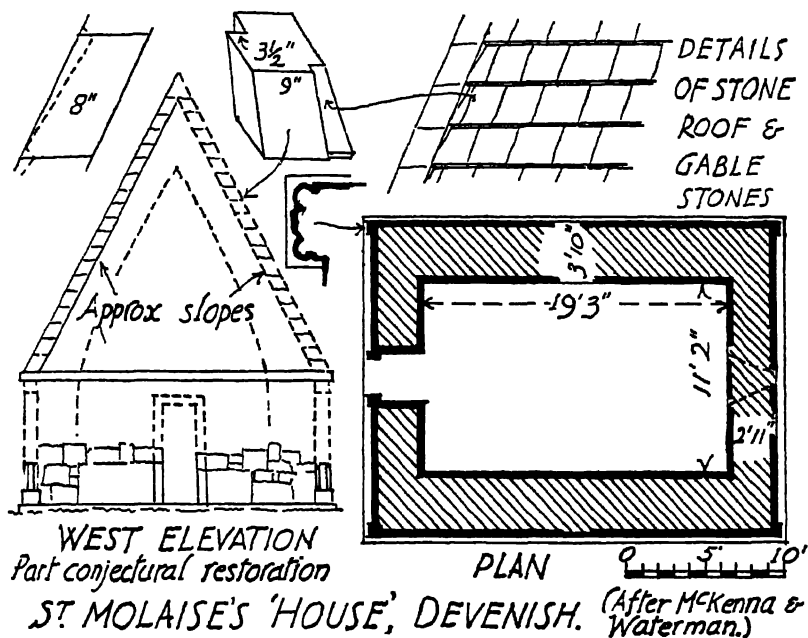 8"
3½"
9"
DETAILS
OF STONE
ROOF &
GABLE
STONES
Approx slopes
3'10"
19'3"
11'2"
2'11"
WEST ELEVATION
Part conjectural restoration
PLAN
0 5' 10'
ST. MOLAISE'S 'HOUSE', DEVENISH.
(After McKenna &
Waterman.)